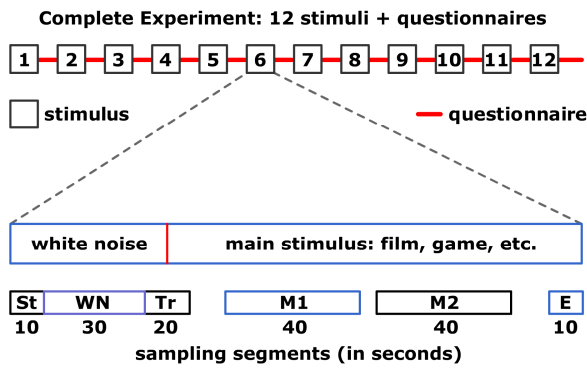 Complete Experiment: 12 stimuli + questionnaires
1 2 3 4 5 6 7 8 9 10 11 12
stimulus questionnaire
white noise main stimulus: film, game, etc.
St WN Tr M1 M2 E
10 30 20 40 40 10
sampling segments (in seconds)